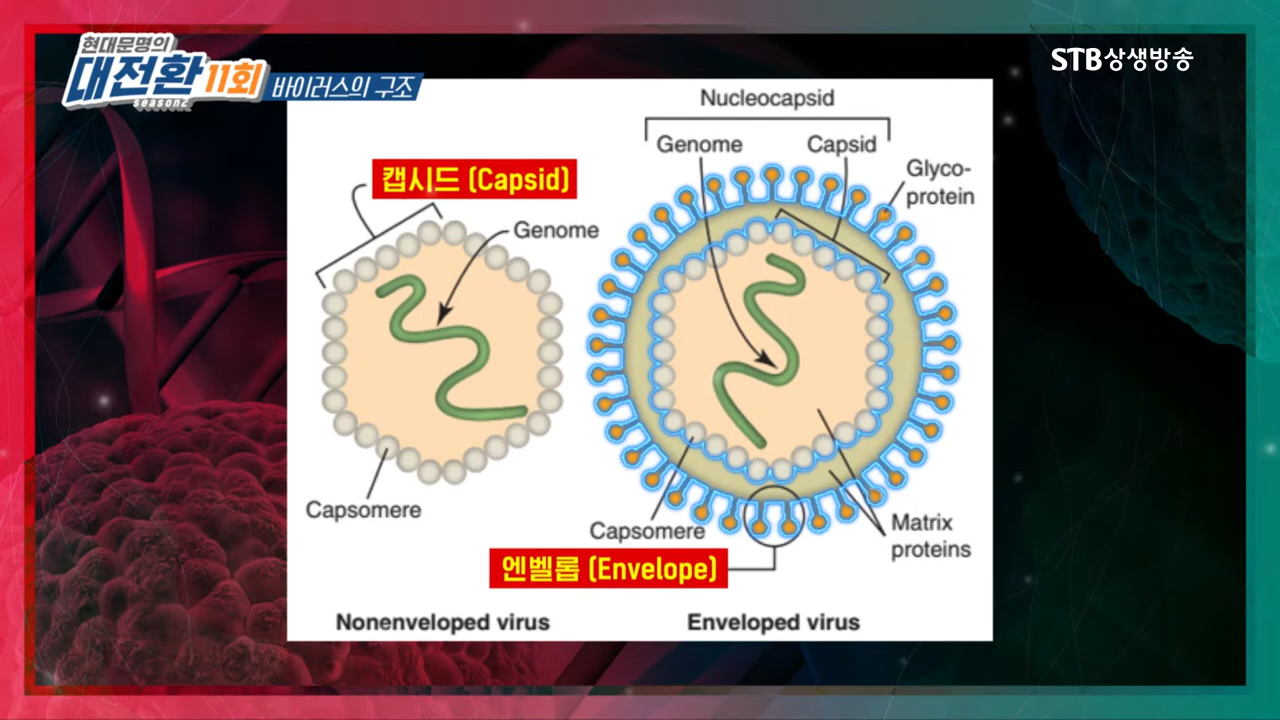 현대문명의
대전환 11회
season2
바이러스의 구조
STB상생방송
캡시드 (Capsid)
Genome
Capsomere
Nonenveloped virus
Nucleocapsid
Genome
Capsid
Glyco-
protein
Capsomere
Matrix
proteins
엔벨롭 (Envelope)
Enveloped virus